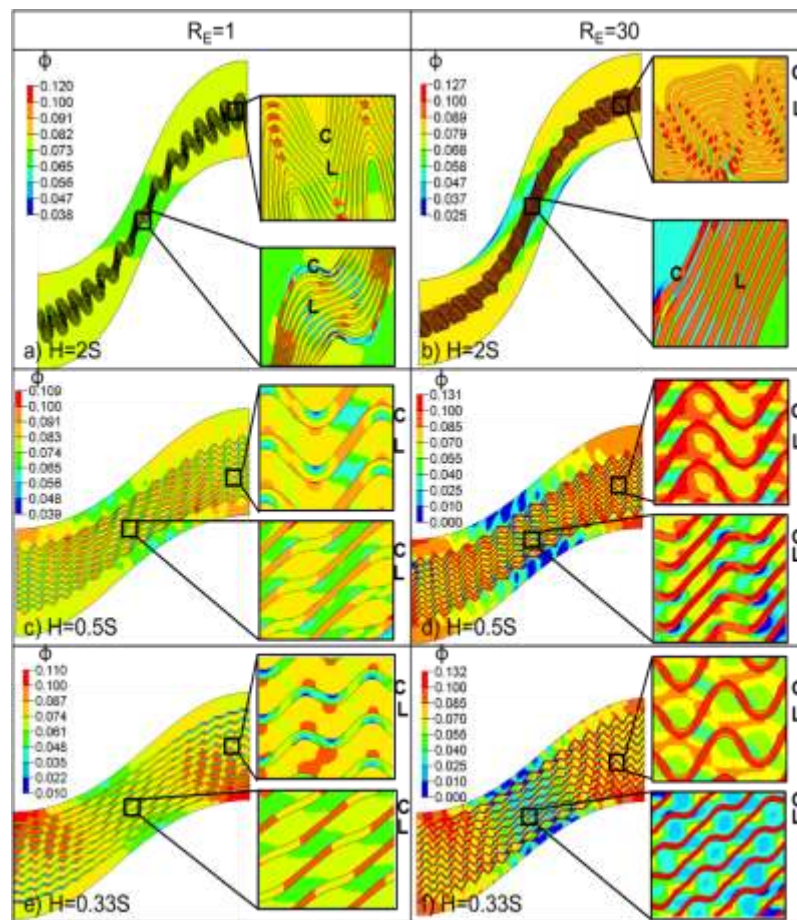 R_E=1
R_E=30
ϕ
0.120
0.100
0.091
0.082
0.073
0.065
0.056
0.047
0.038
C
L
C
L
a) H=2S
ϕ
0.127
0.100
0.089
0.079
0.068
0.057
0.047
0.036
0.025
C
L
C
L
b) H=2S
ϕ
0.109
0.100
0.091
0.083
0.074
0.065
0.056
0.048
0.039
C
L
C
L
c) H=0.5S
ϕ
0.131
0.100
0.085
0.070
0.055
0.040
0.025
0.010
0.000
C
L
C
L
d) H=0.5S
ϕ
0.110
0.100
0.087
0.074
0.061
0.048
0.035
0.022
0.010
C
L
C
L
e) H=0.33S
ϕ
0.132
0.100
0.085
0.070
0.055
0.040
0.025
0.010
0.000
C
L
C
L
f) H=0.33S